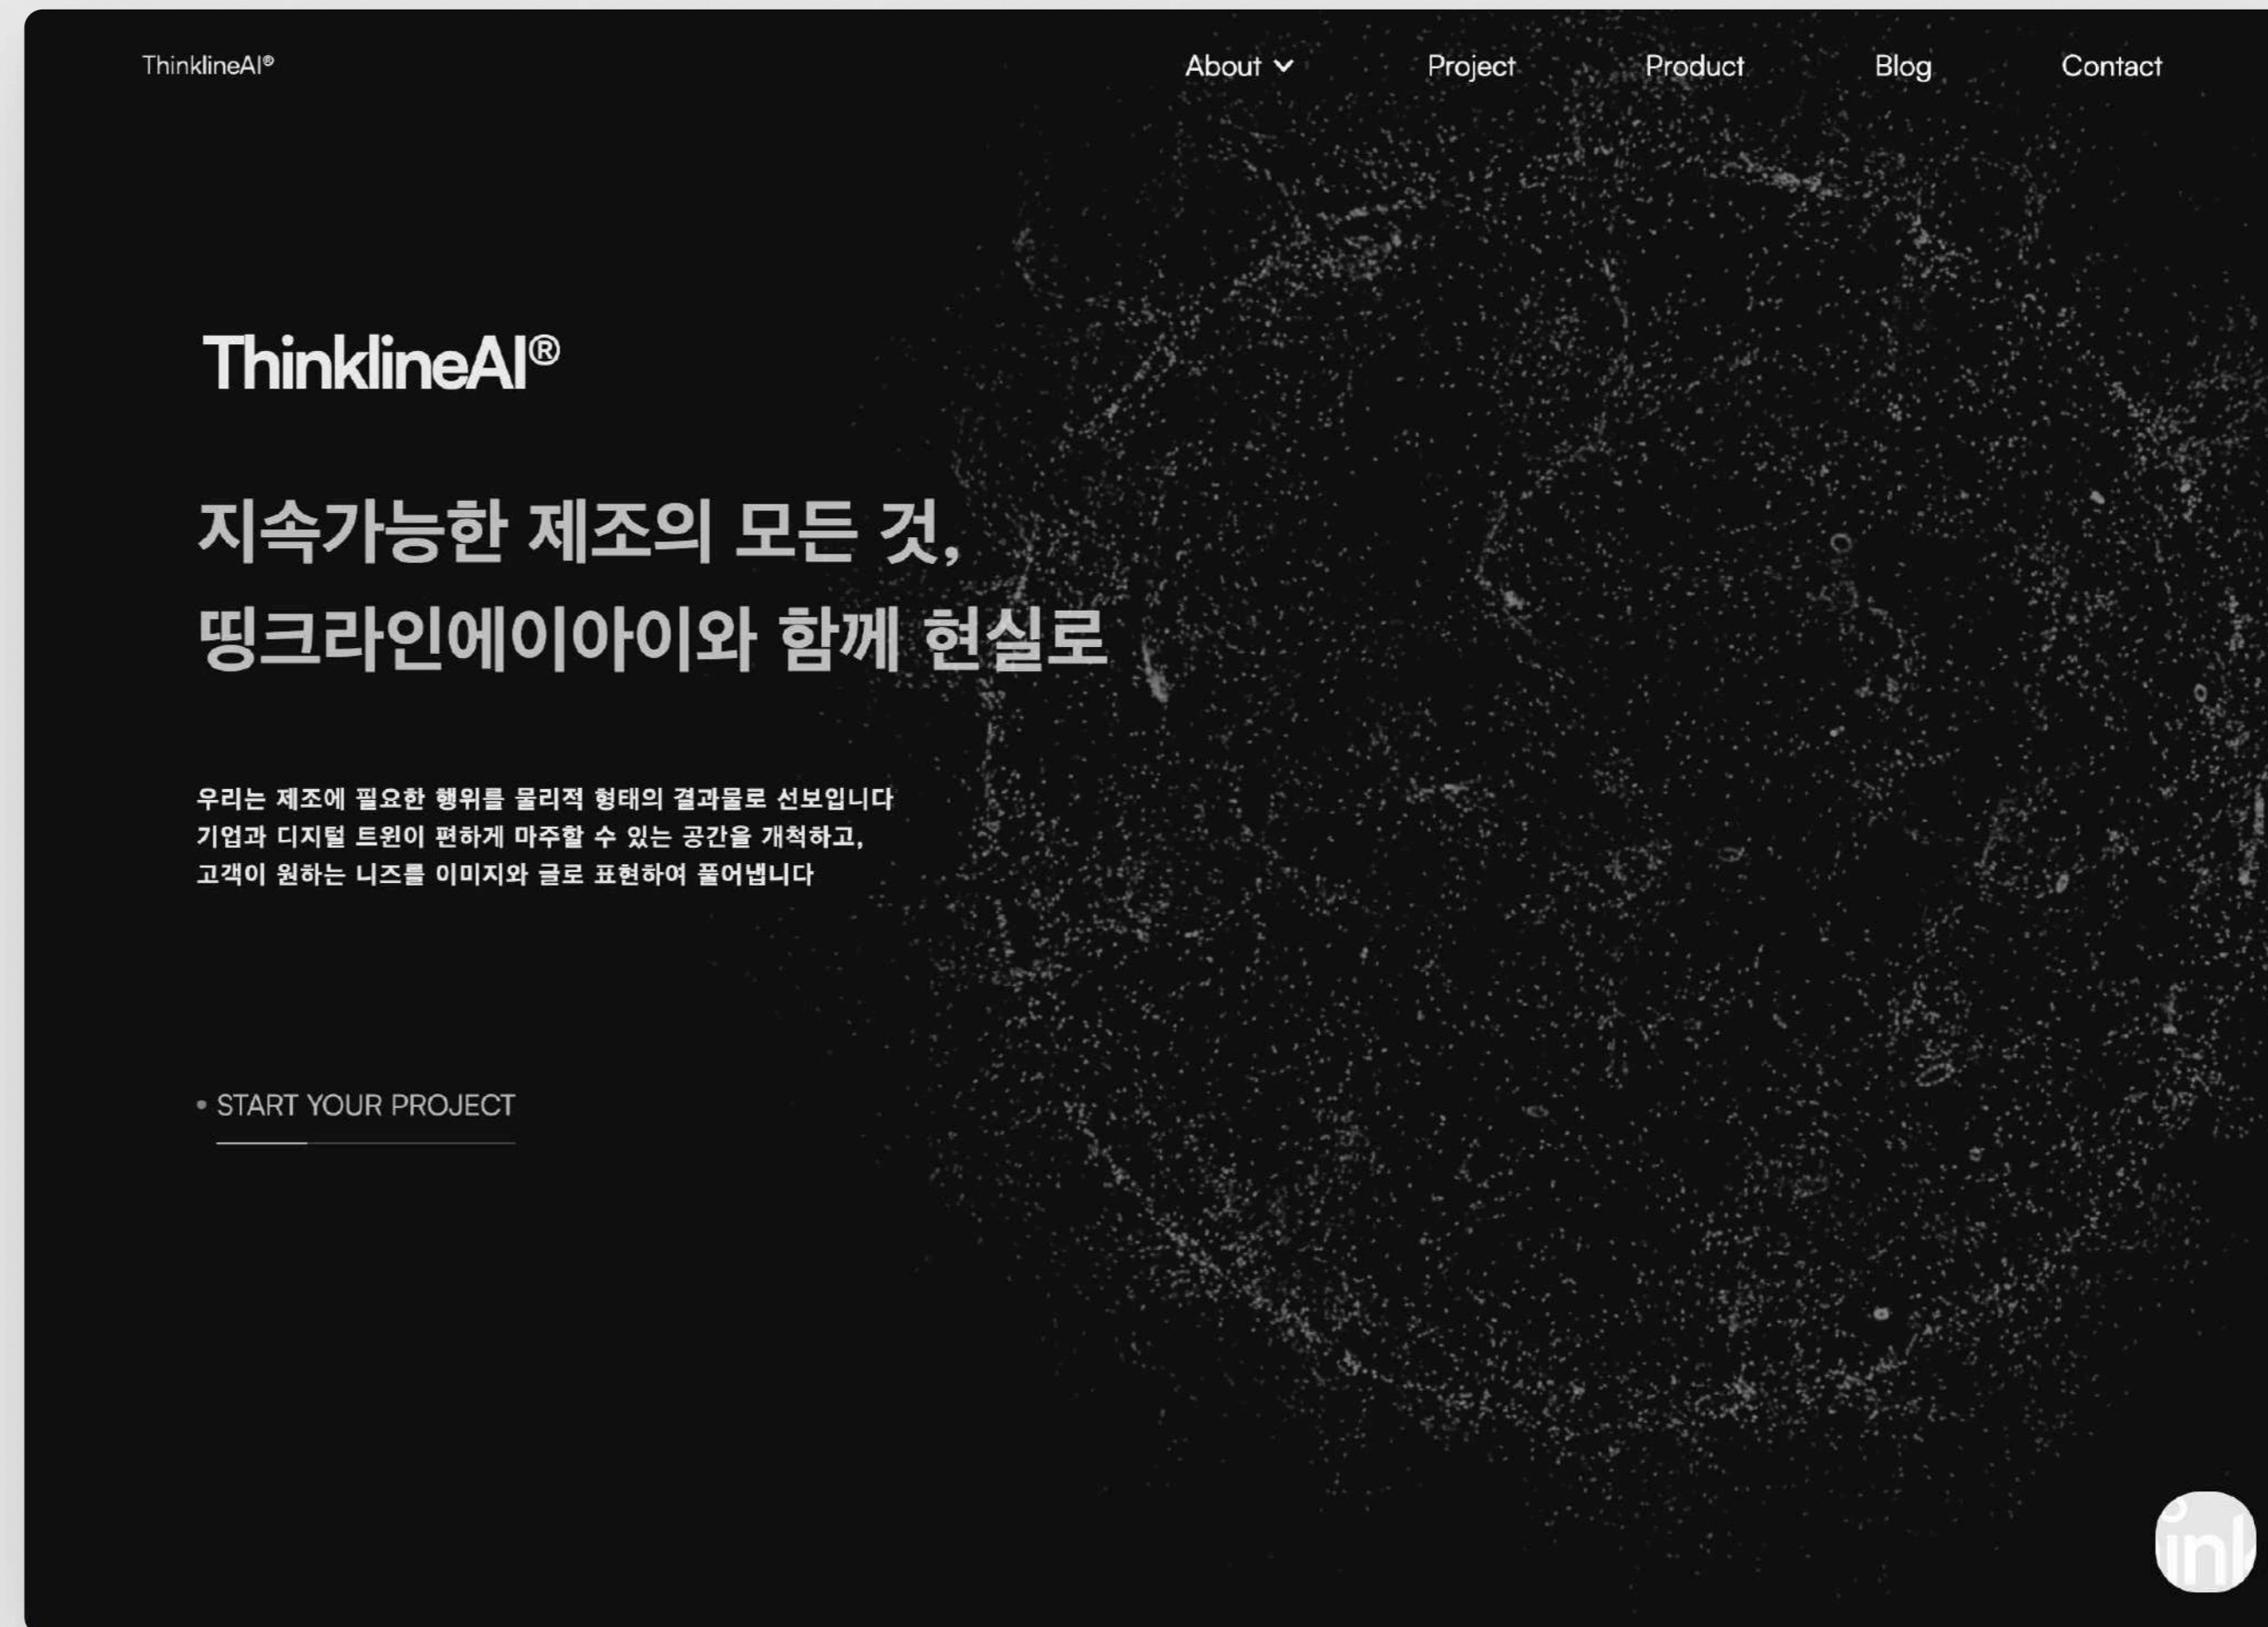 ThinklineAI®
About
Project
Product
Blog
Contact
ThinklineAI®
지속가능한 제조의 모든 것,
띵크라인에이아이와 함께 현실로
우리는 제조에 필요한 행위를 물리적 형태의 결과물로 선보입니다
기업과 디지털 트윈이 편하게 마주할 수 있는 공간을 개척하고,
고객이 원하는 니즈를 이미지와 글로 표현하여 풀어냅니다
• START YOUR PROJECT